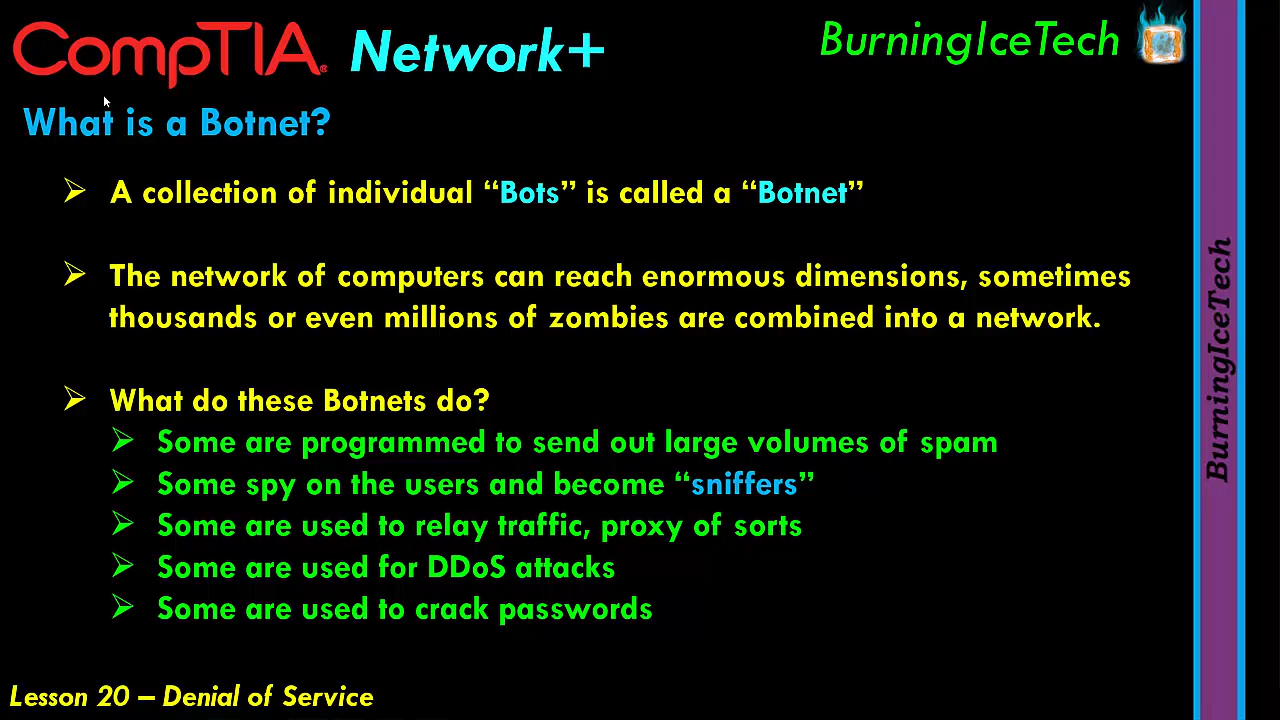 CompTIA® Network+
BurningIceTech
What is a Botnet?
➢ A collection of individual “Bots” is called a “Botnet”
➢ The network of computers can reach enormous dimensions, sometimes
thousands or even millions of zombies are combined into a network.
➢ What do these Botnets do?
➢ Some are programmed to send out large volumes of spam
➢ Some spy on the users and become “sniffers”
➢ Some are used to relay traffic, proxy of sorts
➢ Some are used for DDoS attacks
➢ Some are used to crack passwords
Lesson 20 – Denial of Service
BurningIceTech